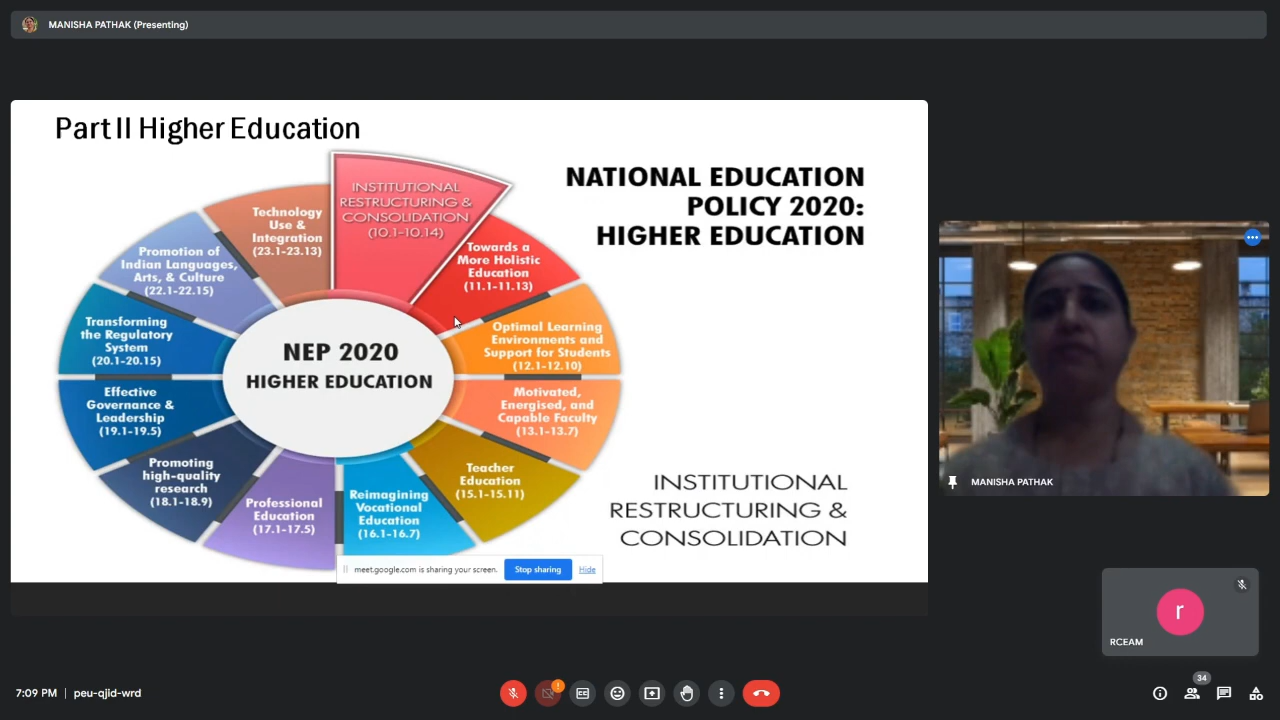 MANISHA PATHAK (Presenting)
Part II Higher Education
NATIONAL EDUCATION
POLICY 2020:
HIGHER EDUCATION
INSTITUTIONAL
RESTRUCTURING &
CONSOLIDATION
(10.1-10.14)
Towards a
More Holistic
Education
(11.1-11.13)
Optimal Learning
Environments and
Support for Students
(12.1-12.10)
Motivated,
Energised, and
Capable Faculty
(13.1-13.7)
Teacher
Education
(15.1-15.11)
Reimagining
Vocational
Education
(16.1-16.7)
Professional
Education
(17.1-17.5)
Promoting
high-quality
research
(18.1-18.9)
Effective
Governance &
Leadership
(19.1-19.5)
Transforming
the Regulatory
System
(20.1-20.15)
Promotion of
Indian Languages,
Arts, & Culture
(22.1-22.15)
Technology
Use &
Integration
(23.1-23.13)
NEP 2020
HIGHER EDUCATION
INSTITUTIONAL
RESTRUCTURING &
CONSOLIDATION
meet.google.com is sharing your screen.
Stop sharing
Hide
MANISHA PATHAK
r
RCEAM
7:09 PM | peu-qjid-wrd
34